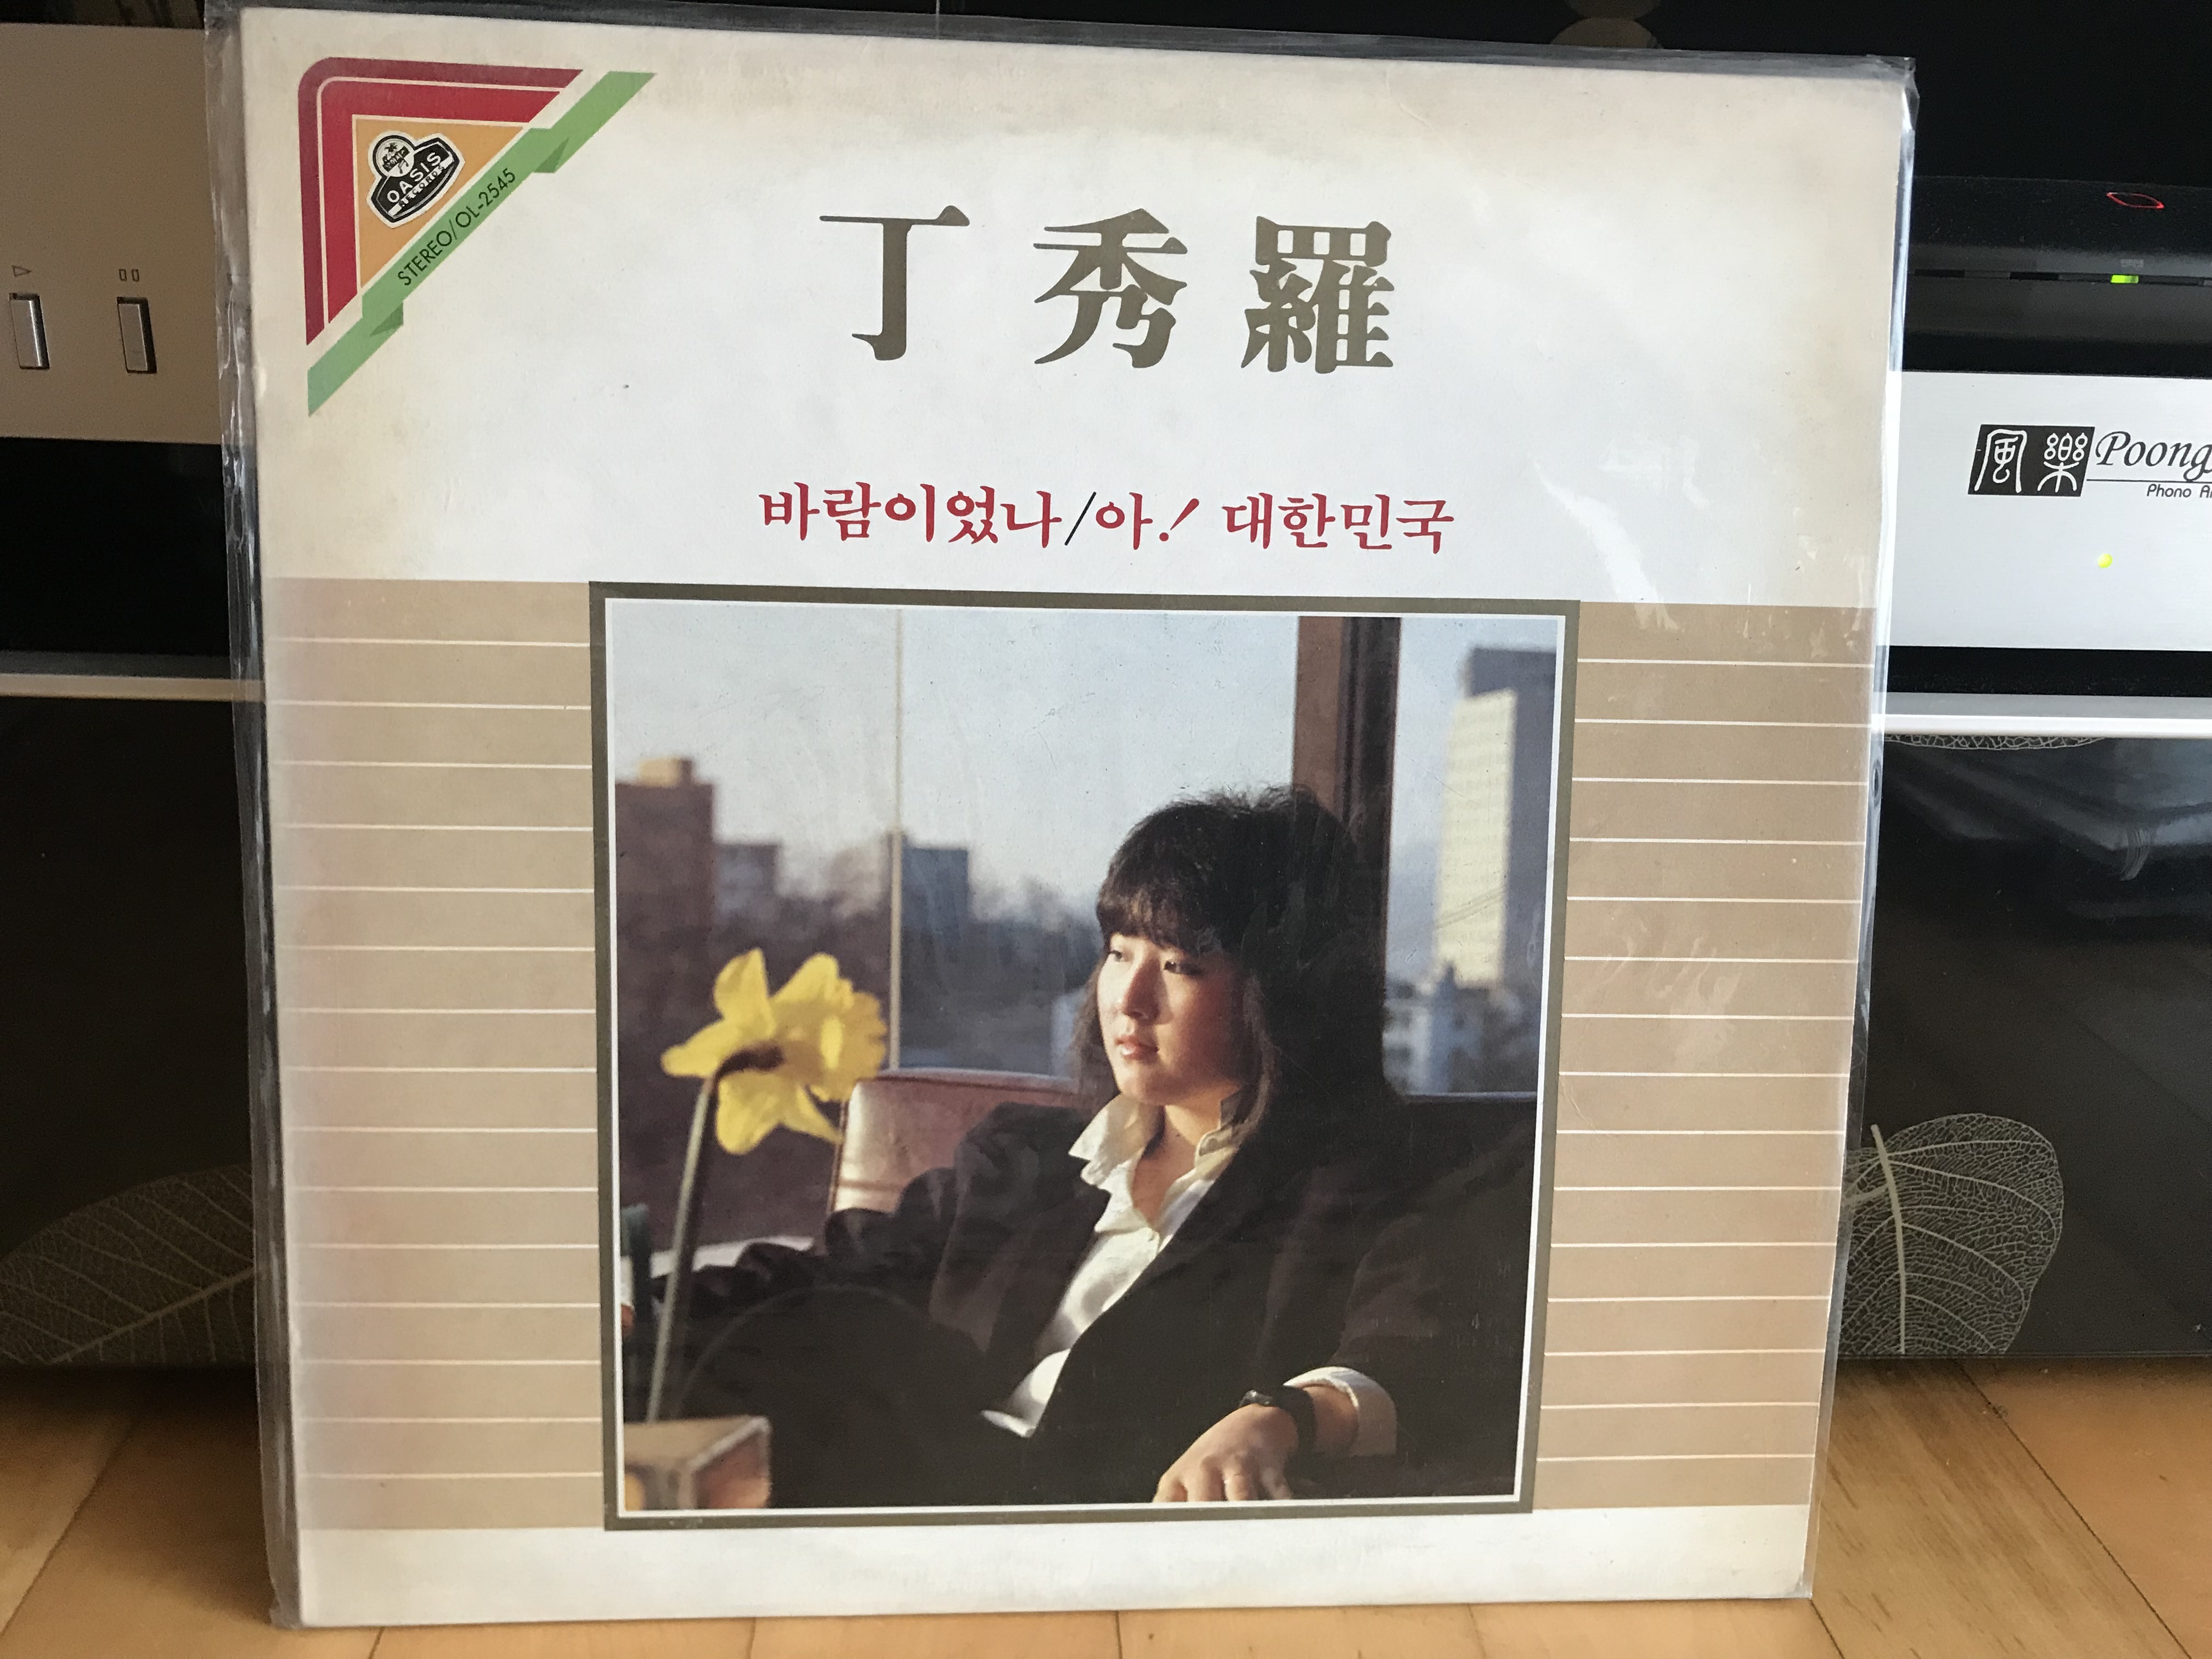 OASIS
RECORDS
STEREO/OL-2545
丁秀羅
바람이었나/아! 대한민국
風樂 Poong
Phono